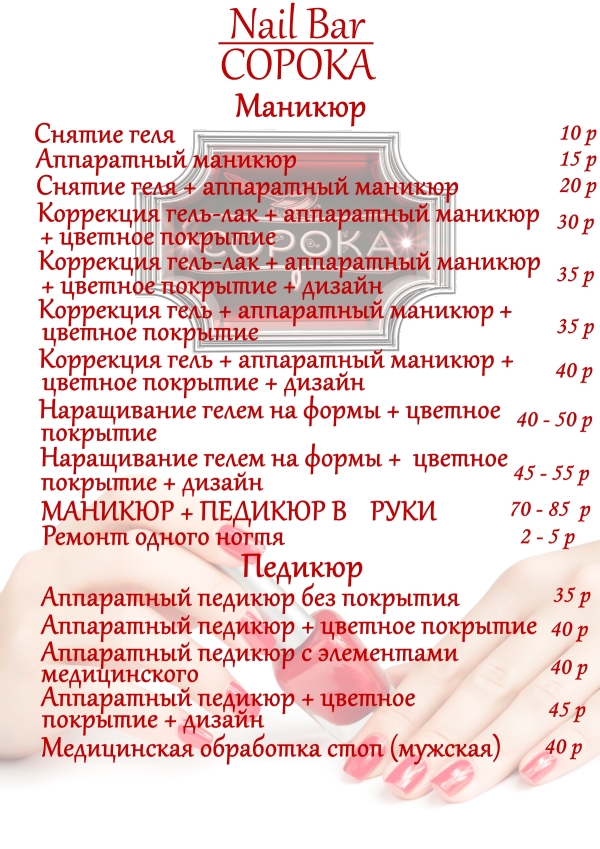 Nail Bar
СОРОКА
Маникюр
Снятие геля 10 р
Аппаратный маникюр 15 р
Снятие геля + аппаратный маникюр 20 р
Коррекция гель-лак + аппаратный маникюр
+ цветное покрытие 30 р
Коррекция гель-лак + аппаратный маникюр
+ цветное покрытие + дизайн 35 р
Коррекция гель + аппаратный маникюр +
цветное покрытие 35 р
Коррекция гель + аппаратный маникюр +
цветное покрытие + дизайн 40 р
Наращивание гелем на формы + цветное
покрытие 40 - 50 р
Наращивание гелем на формы + цветное
покрытие + дизайн 45 - 55 р
МАНИКЮР + ПЕДИКЮР В РУКИ 70 - 85 р
Ремонт одного ногтя 2 - 5 р
Педикюр
Аппаратный педикюр без покрытия 35 р
Аппаратный педикюр + цветное покрытие 40 р
Аппаратный педикюр с элементами
медицинского 40 р
Аппаратный педикюр + цветное
покрытие + дизайн 45 р
Медицинская обработка стоп (мужская) 40 р
СОРОКА